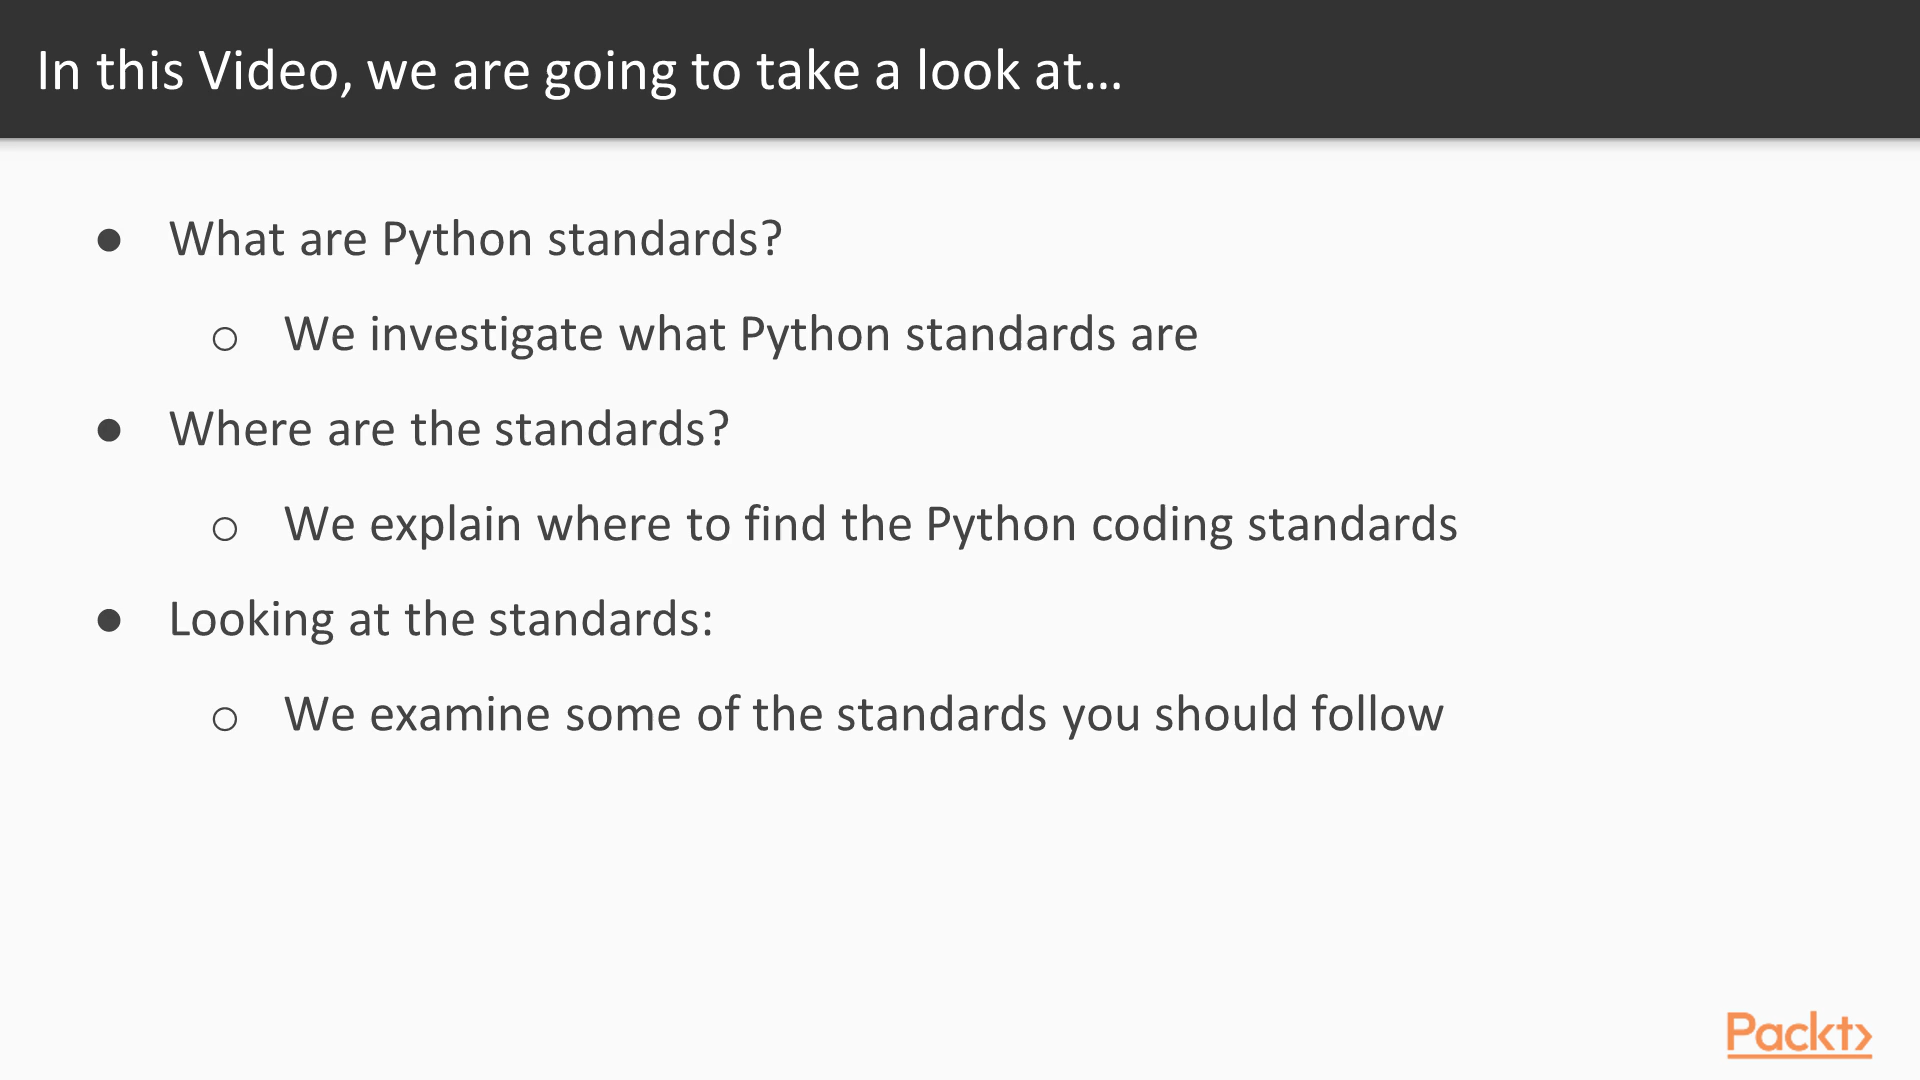 In this Video, we are going to take a look at...
● What are Python standards?
○ We investigate what Python standards are
● Where are the standards?
○ We explain where to find the Python coding standards
● Looking at the standards:
○ We examine some of the standards you should follow
Packt>